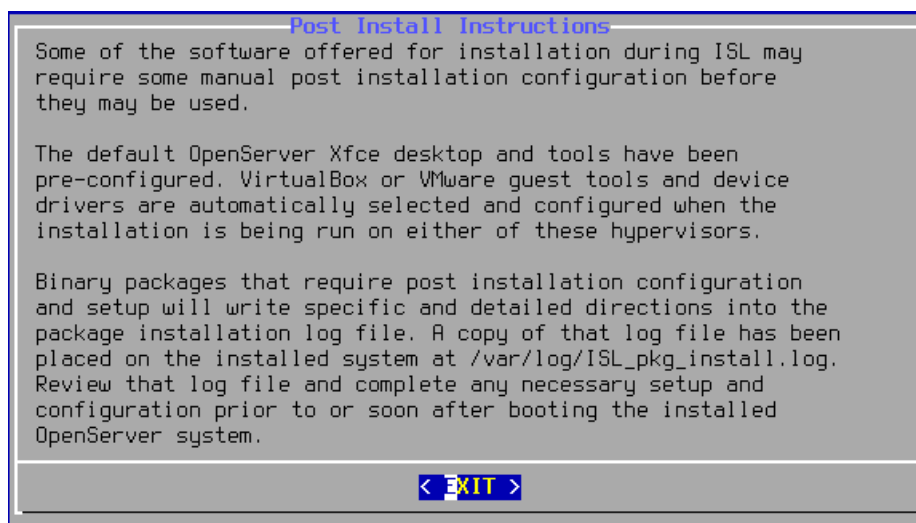 Post Install Instructions
Some of the software offered for installation during ISL may
require some manual post installation configuration before
they may be used.
The default OpenServer Xfce desktop and tools have been
pre-configured. VirtualBox or VMware guest tools and device
drivers are automatically selected and configured when the
installation is being run on either of these hypervisors.
Binary packages that require post installation configuration
and setup will write specific and detailed directions into the
package installation log file. A copy of that log file has been
placed on the installed system at /var/log/ISL_pkg_install.log.
Review that log file and complete any necessary setup and
configuration prior to or soon after booting the installed
OpenServer system.
< EXIT >